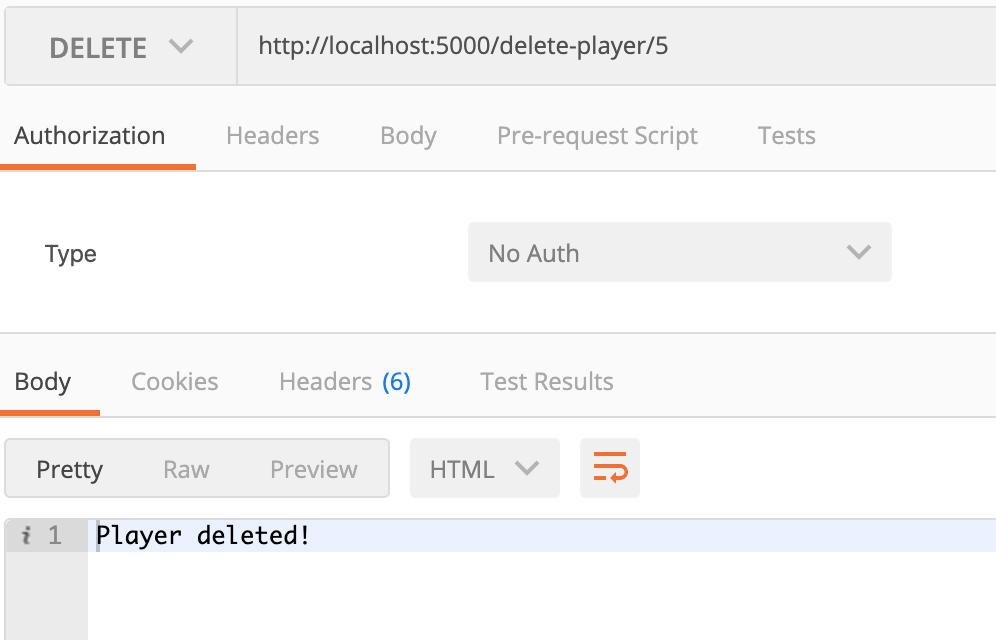 DELETE http://localhost:5000/delete-player/5
Authorization Headers Body Pre-request Script Tests
Type No Auth
Body Cookies Headers (6) Test Results
Pretty Raw Preview HTML
i 1 Player deleted!